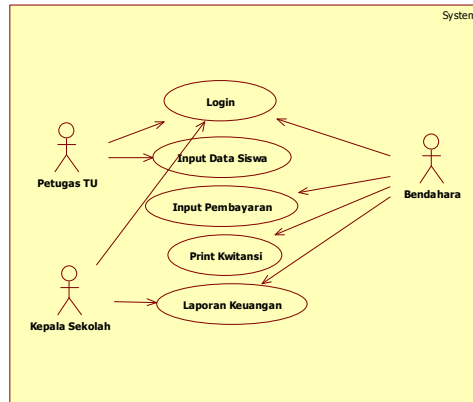 System
Login
Petugas TU
Input Data Siswa
Bendahara
Input Pembayaran
Print Kwitansi
Laporan Keuangan
Kepala Sekolah